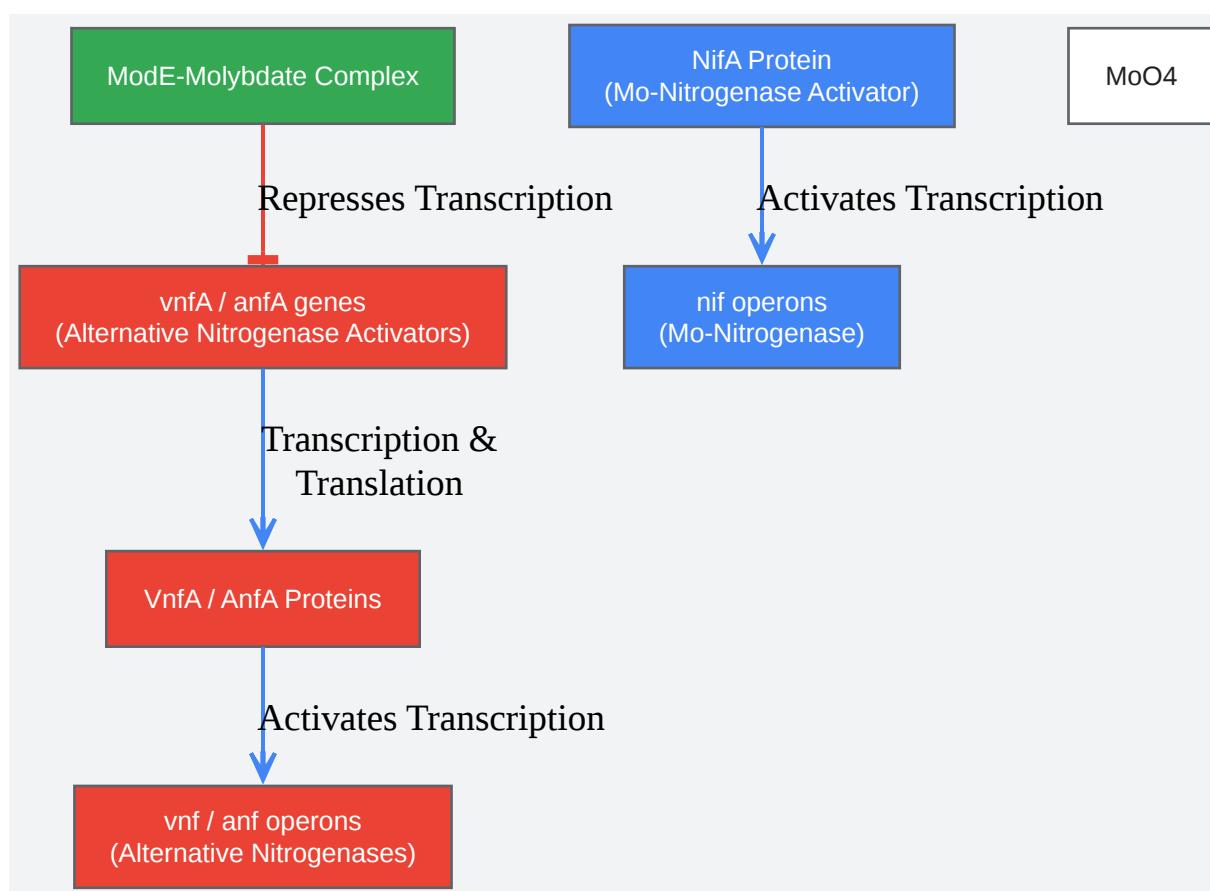 ModE-Molybdate Complex
NifA Protein
(Mo-Nitrogenase Activator)
MoO4
Represses Transcription
Activates Transcription
vnfA / anfA genes
(Alternative Nitrogenase Activators)
nif operons
(Mo-Nitrogenase)
Transcription &
Translation
VnfA / AnfA Proteins
Activates Transcription
vnf / anf operons
(Alternative Nitrogenases)